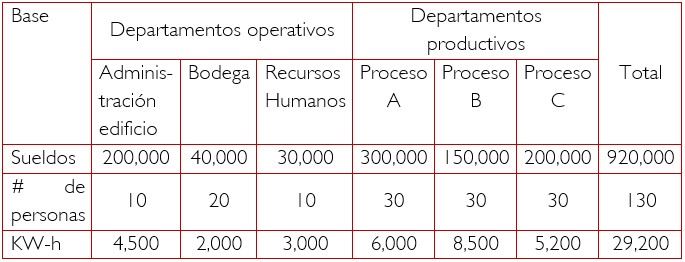 Base
Departamentos operativos
Departamentos
productivos
Total
Adminis-
tración
edificio
Bodega
Recursos
Humanos
Proceso
A
Proceso
B
Proceso
C
Sueldos 200,000 40,000 30,000 300,000 150,000 200,000 920,000
# de
personas
10 20 10 30 30 30 130
KW-h 4,500 2,000 3,000 6,000 8,500 5,200 29,200